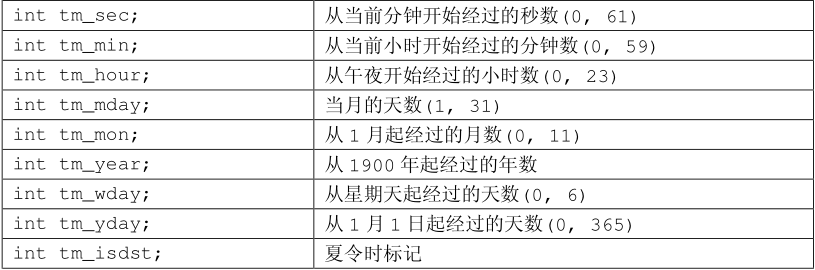 int tm_sec; 从当前分钟开始经过的秒数(0, 61)
int tm_min; 从当前小时开始经过的分钟数(0, 59)
int tm_hour; 从午夜开始经过的小时数(0, 23)
int tm_mday; 当月的天数(1, 31)
int tm_mon; 从 1 月起经过的月数(0, 11)
int tm_year; 从 1900 年起经过的年数
int tm_wday; 从星期天起经过的天数(0, 6)
int tm_yday; 从 1 月 1 日起经过的天数(0, 365)
int tm_isdst; 夏令时标记